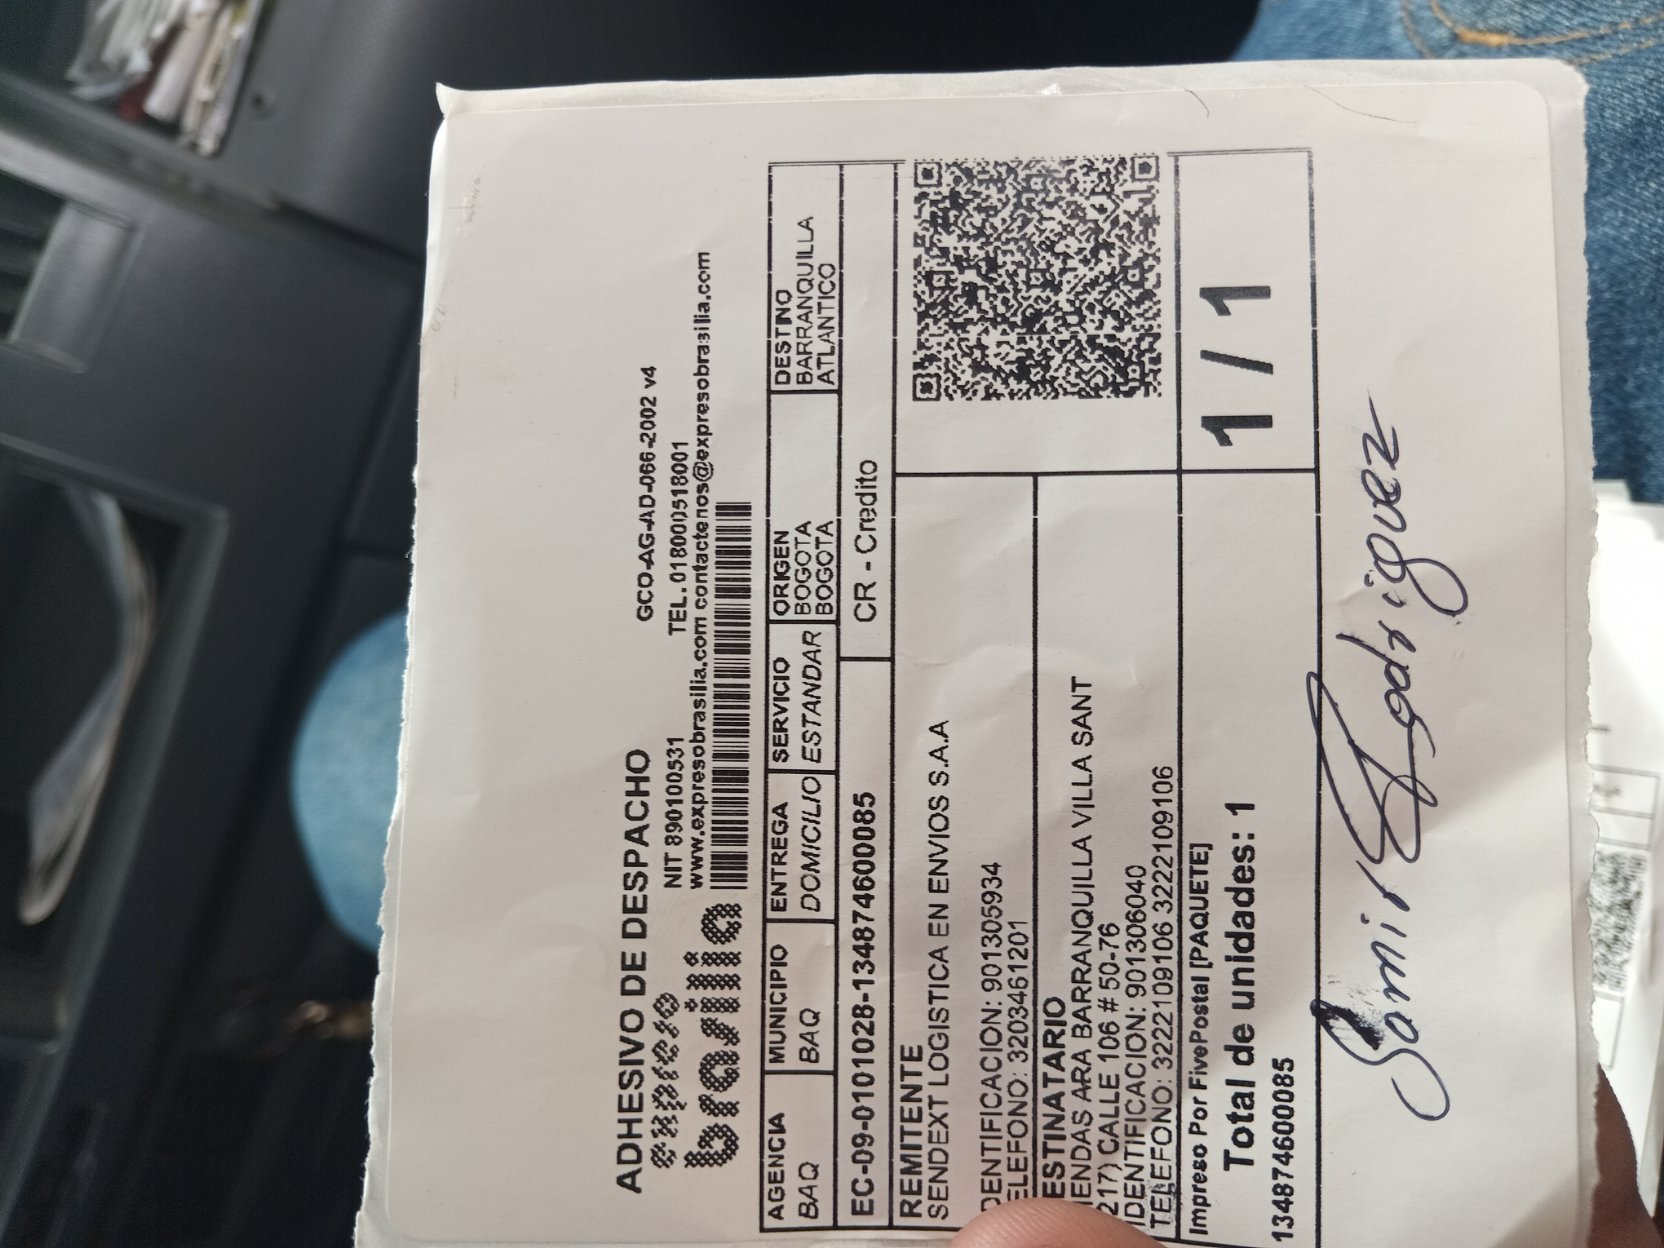 ADHESIVO DE DESPACHO
GCO-AG-AD-066-2002 v4
expreso
brasilia
NIT 890100531 TEL. 018000518001
www.expresobrasilia.com contactenos@expresobrasilia.com
AGENCIA MUNICIPIO ENTREGA SERVICIO ORIGEN DESTINO
BAQ BAQ DOMICILIO ESTANDAR BOGOTA BARRANQUILLA
BOGOTA ATLANTICO
EC-09-0101028-134874600085 CR - Credito
REMITENTE
SENDEXT LOGISTICA EN ENVIOS S.A.A
DENTIFICACION: 901305934
ELEFONO: 3203461201
ESTINATARIO
IENDAS ARA BARRANQUILLA VILLA SANT
217) CALLE 106 # 50-76
IDENTIFICACION: 901306040
TELEFONO: 3222109106 3222109106
Impreso Por FivePostal [PAQUETE]
Total de unidades: 1
134874600085
1 / 1
Samir Rodriguez